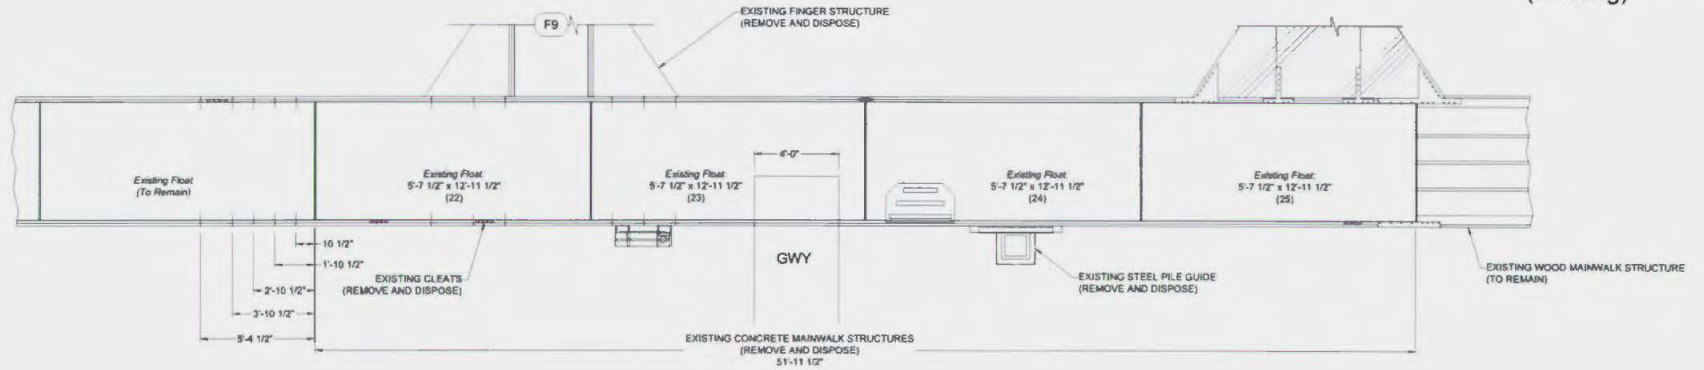 F9
EXISTING FINGER STRUCTURE
(REMOVE AND DISPOSE)
Existing Float
(To Remain)
Existing Float
5'-7 1/2" x 12'-11 1/2"
(22)
Existing Float
5'-7 1/2" x 12'-11 1/2"
(23)
4'-0"
Existing Float
5'-7 1/2" x 12'-11 1/2"
(24)
Existing Float
5'-7 1/2" x 12'-11 1/2"
(25)
10 1/2"
1'-10 1/2"
2'-10 1/2"
3'-10 1/2"
5'-4 1/2"
EXISTING CLEATS
(REMOVE AND DISPOSE)
GWY
EXISTING STEEL PILE GUIDE
(REMOVE AND DISPOSE)
EXISTING WOOD MAINWALK STRUCTURE
(TO REMAIN)
EXISTING CONCRETE MAINWALK STRUCTURES
(REMOVE AND DISPOSE)
51'-11 1/2"